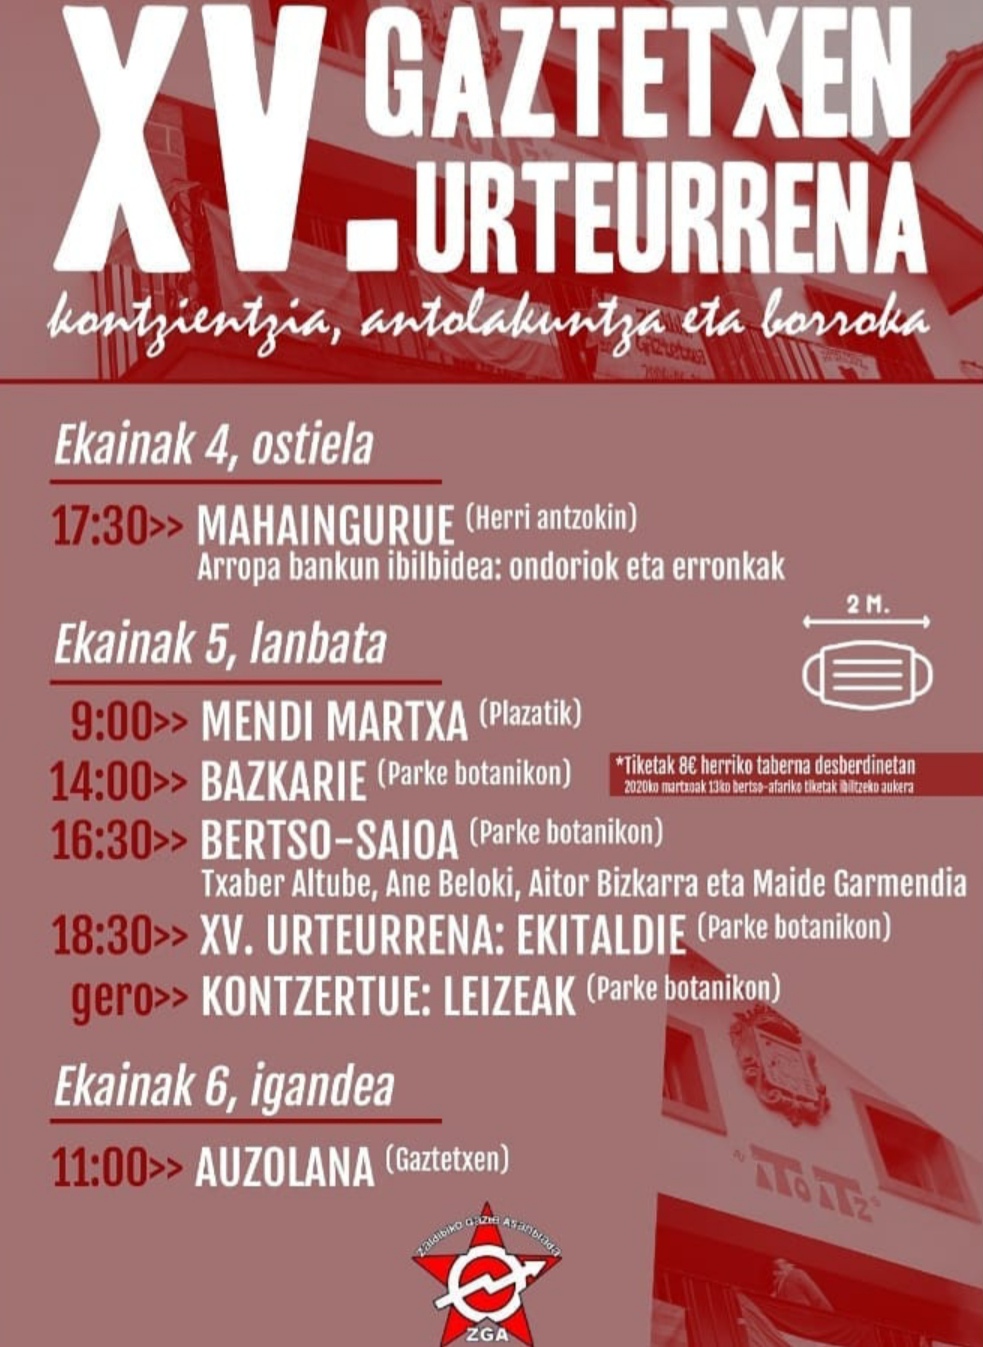 XV. GAZTETXEN
URTEURRENA
kontzientzia, antolakuntza eta borroka
Ekainak 4, ostiela
17:30>> MAHAINGURUE (Herri antzokin)
Arropa bankun ibilbidea: ondoriok eta erronkak
2 M.
Ekainak 5, lanbata
9:00>> MENDI MARTXA (Plazatik)
14:00>> BAZKARIE (Parke botanikon)
*Tiketak 8€ herriko taberna desberdinetan
2020ko martxoak 13ko bertso-afariko tiketak ibiltzeko aukera
16:30>> BERTSO-SAIOA (Parke botanikon)
Txaber Altube, Ane Beloki, Aitor Bizkarra eta Maide Garmendia
18:30>> XV. URTEURRENA: EKITALDIE (Parke botanikon)
gero>> KONTZERTUE: LEIZEAK (Parke botanikon)
Ekainak 6, igandea
11:00>> AUZOLANA (Gaztetxen)
ITOITZ
Zaldibiko Gazte Asanblada
ZGA